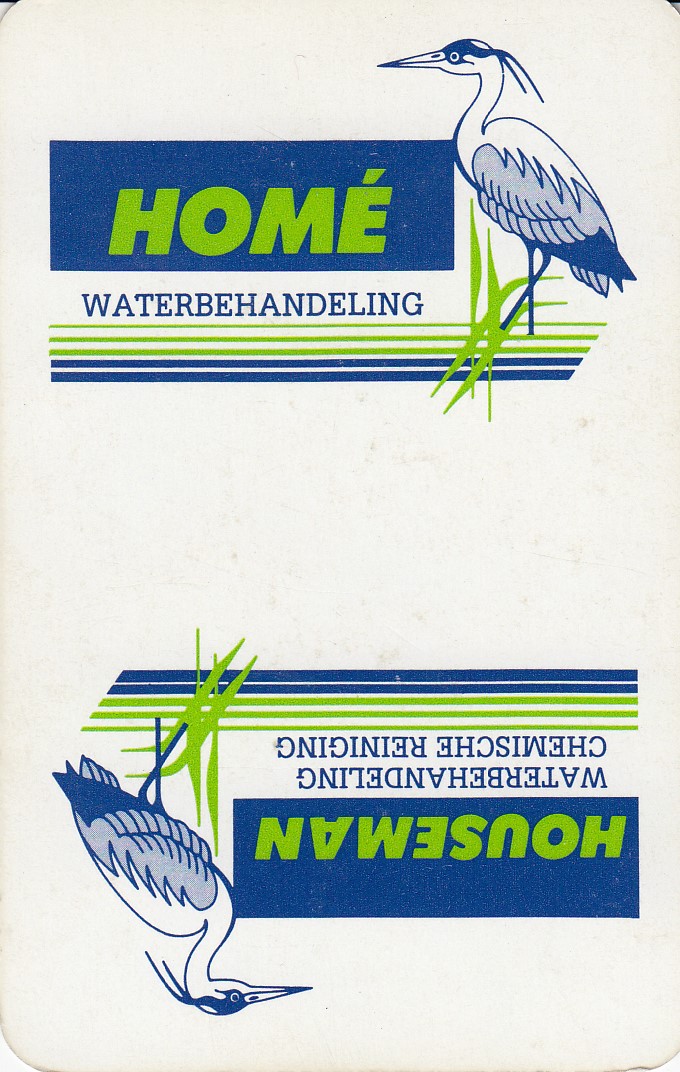 HOMÉ
WATERBEHANDELING
HOUSEMAN
WATERBEHANDELING
CHEMISCHE REINIGING